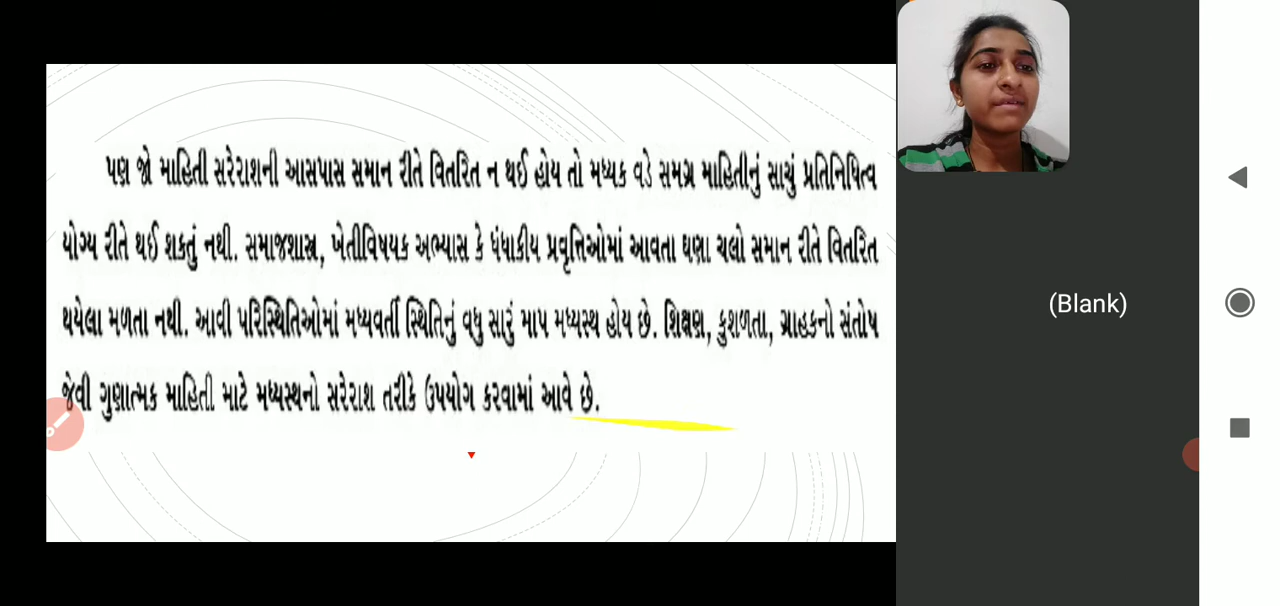 પણ જો માહિતી સરેરાશની આસપાસ સમાન રીતે વિતરિત ન થઈ હોય તો મધ્યક વડે સમગ્ર માહિતીનું સાચું પ્રતિનિધિત્વ
યોગ્ય રીતે થઈ શકતું નથી. સમાજશાસ્ત્ર, ખેતીવિષયક અભ્યાસ કે ધંધાકીય પ્રવૃત્તિઓમાં આવતા ઘણા ચલો સમાન રીતે વિતરિત
થયેલા મળતા નથી. આવી પરિસ્થિતિઓમાં મધ્યવર્તી સ્થિતિનું વધુ સારું માપ મધ્યસ્થ હોય છે. શિક્ષણ, કુશળતા, ગ્રાહકનો સંતોષ
જેવી ગુણાત્મક માહિતી માટે મધ્યસ્થનો સરેરાશ તરીકે ઉપયોગ કરવામાં આવે છે.
(Blank)